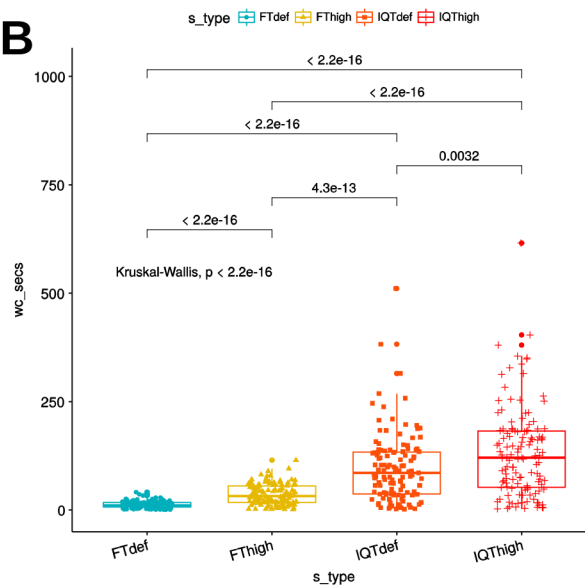 s_type FTdef FThigh IQTdef IQThigh
B
1000
< 2.2e-16
< 2.2e-16
< 2.2e-16
0.0032
750
4.3e-13
< 2.2e-16
Kruskal-Wallis, p < 2.2e-16
wc_secs
500
250
0
FTdef FThigh IQTdef IQThigh
s_type